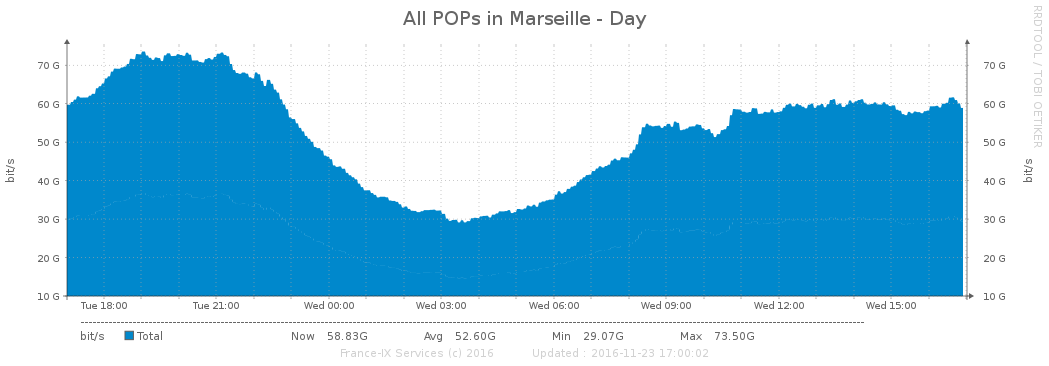 All POPs in Marseille - Day
RRDTOOL / TOBI OETIKER
bit/s
bit/s
70 G 70 G
60 G 60 G
50 G 50 G
40 G 40 G
30 G 30 G
20 G 20 G
10 G 10 G
Tue 18:00 Tue 21:00 Wed 00:00 Wed 03:00 Wed 06:00 Wed 09:00 Wed 12:00 Wed 15:00
bit/s Total Now 58.83G Avg 52.60G Min 29.07G Max 73.50G
France-IX Services (c) 2016 Updated : 2016-11-23 17:00:02